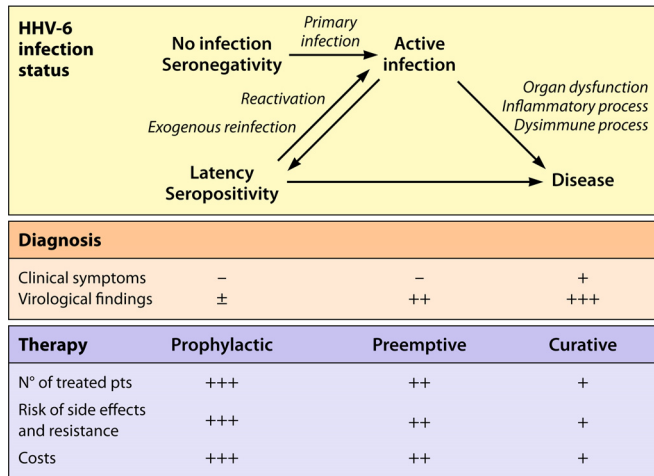 HHV-6
infection
status
No infection
Seronegativity
Primary
infection
Active
infection
Reactivation
Exogenous reinfection
Organ dysfunction
Inflammatory process
Dysimmune process
Latency
Seropositivity
Disease
Diagnosis
Clinical symptoms – – +
Virological findings ± ++ +++
Therapy Prophylactic Preemptive Curative
N° of treated pts +++ ++ +
Risk of side effects
and resistance +++ ++ +
Costs +++ ++ +